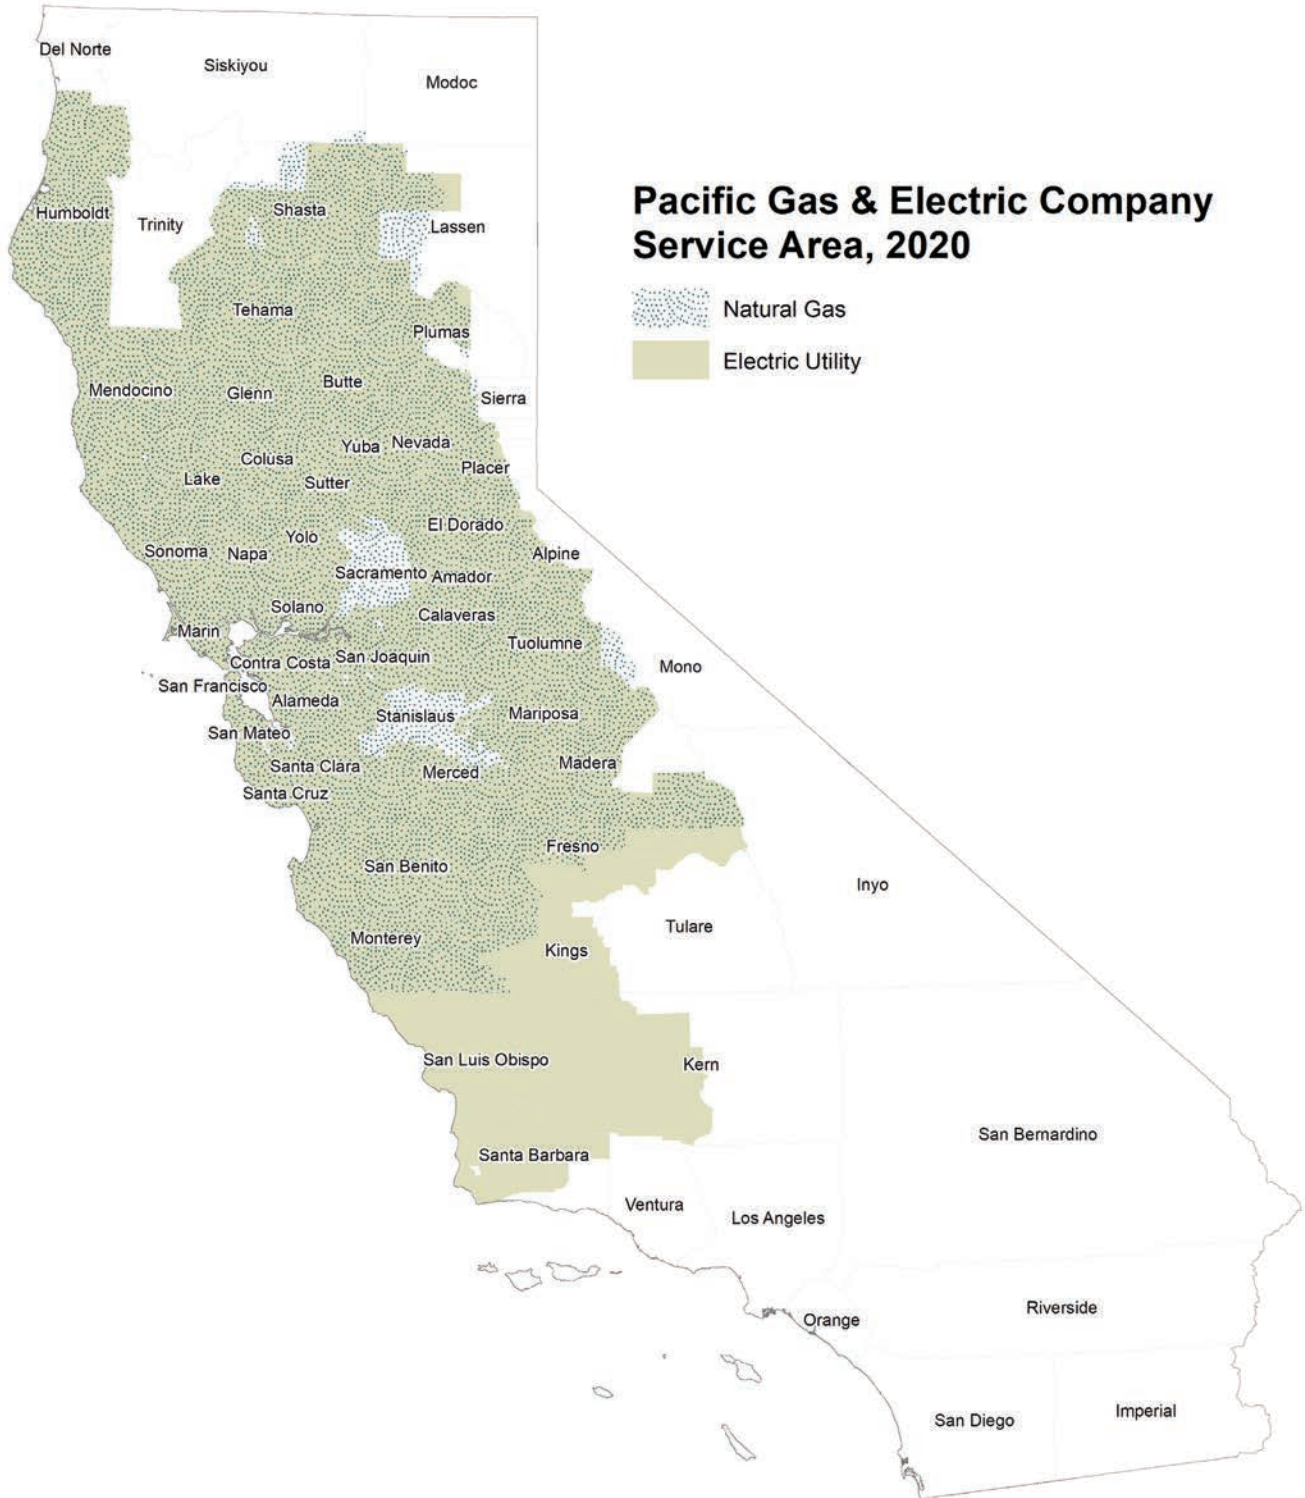 Del Norte
Siskiyou
Modoc
Pacific Gas & Electric Company
Service Area, 2020
Natural Gas
Electric Utility
Humboldt
Trinity
Shasta
Lassen
Tehama
Plumas
Mendocino
Glenn
Butte
Sierra
Colusa
Yuba
Nevada
Lake
Sutter
Placer
Sonoma
Napa
Yolo
El Dorado
Alpine
Sacramento
Amador
Solano
Calaveras
Marin
Contra Costa
San Joaquin
Tuolumne
Mono
San Francisco
Alameda
Stanislaus
Mariposa
San Mateo
Santa Clara
Merced
Madera
Santa Cruz
Fresno
San Benito
Inyo
Monterey
Kings
Tulare
San Luis Obispo
Kern
San Bernardino
Santa Barbara
Ventura
Los Angeles
Orange
Riverside
San Diego
Imperial